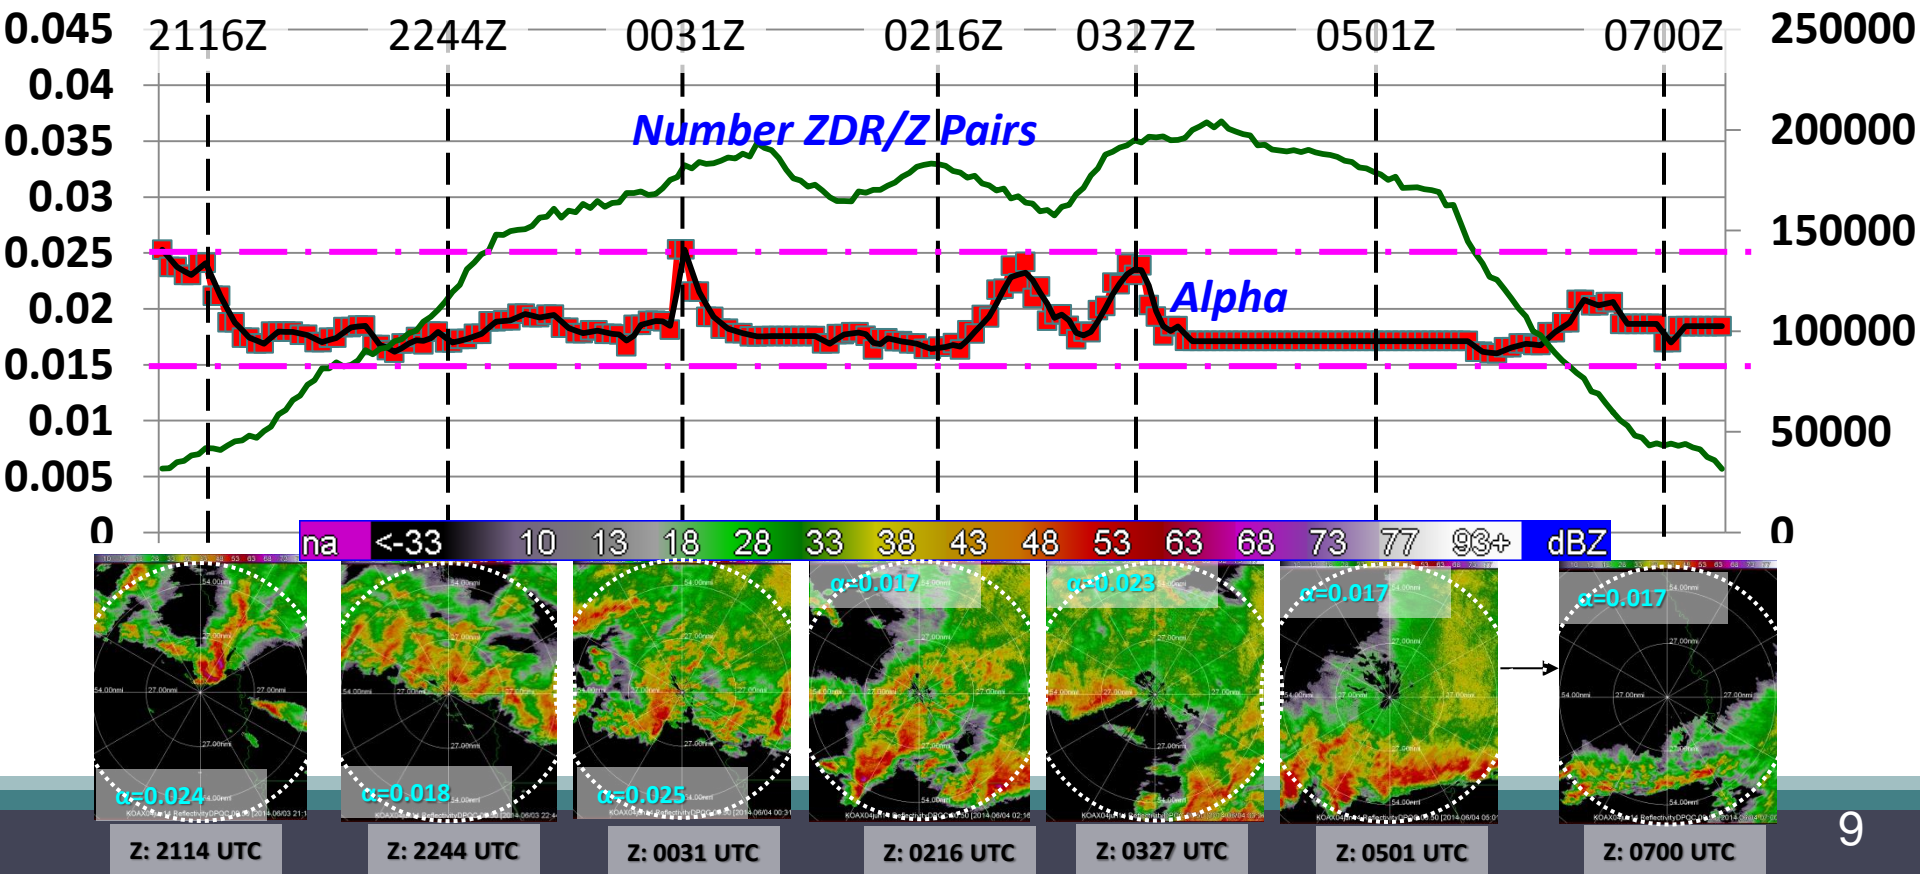 2116Z 2244Z 0031Z 0216Z 0327Z 0501Z 0700Z
0.045
0.04
0.035
0.03
0.025
0.02
0.015
0.01
0.005
0
250000
200000
150000
100000
50000
0
Number ZDR/Z Pairs
Alpha
na <-33 10 13 18 28 33 38 43 48 53 63 68 73 77 93+ dBZ
α=0.024
α=0.018
α=0.025
α=0.017
α=0.023
α=0.017
α=0.017
54.00nmi
27.00nmi
Z: 2114 UTC
Z: 2244 UTC
Z: 0031 UTC
Z: 0216 UTC
Z: 0327 UTC
Z: 0501 UTC
Z: 0700 UTC
9